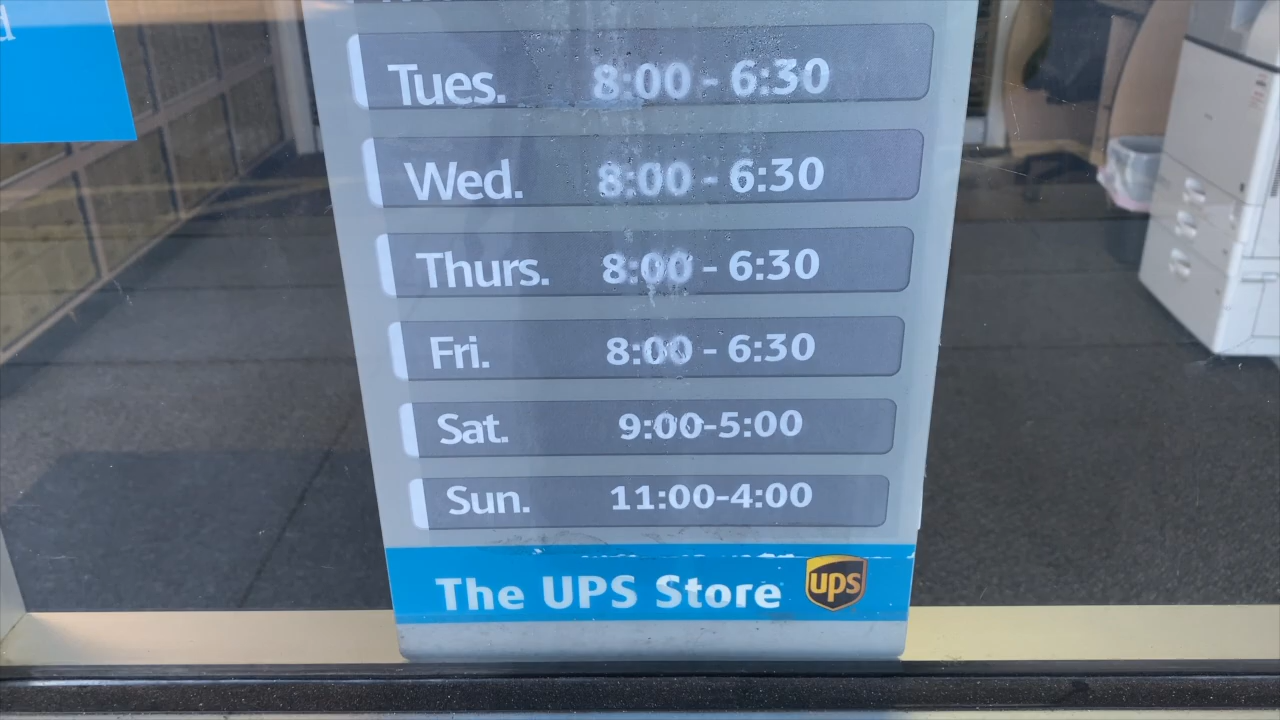 Tues. 8:00 - 6:30
Wed. 8:00 - 6:30
Thurs. 8:00 - 6:30
Fri. 8:00 - 6:30
Sat. 9:00-5:00
Sun. 11:00-4:00
The UPS Store ups